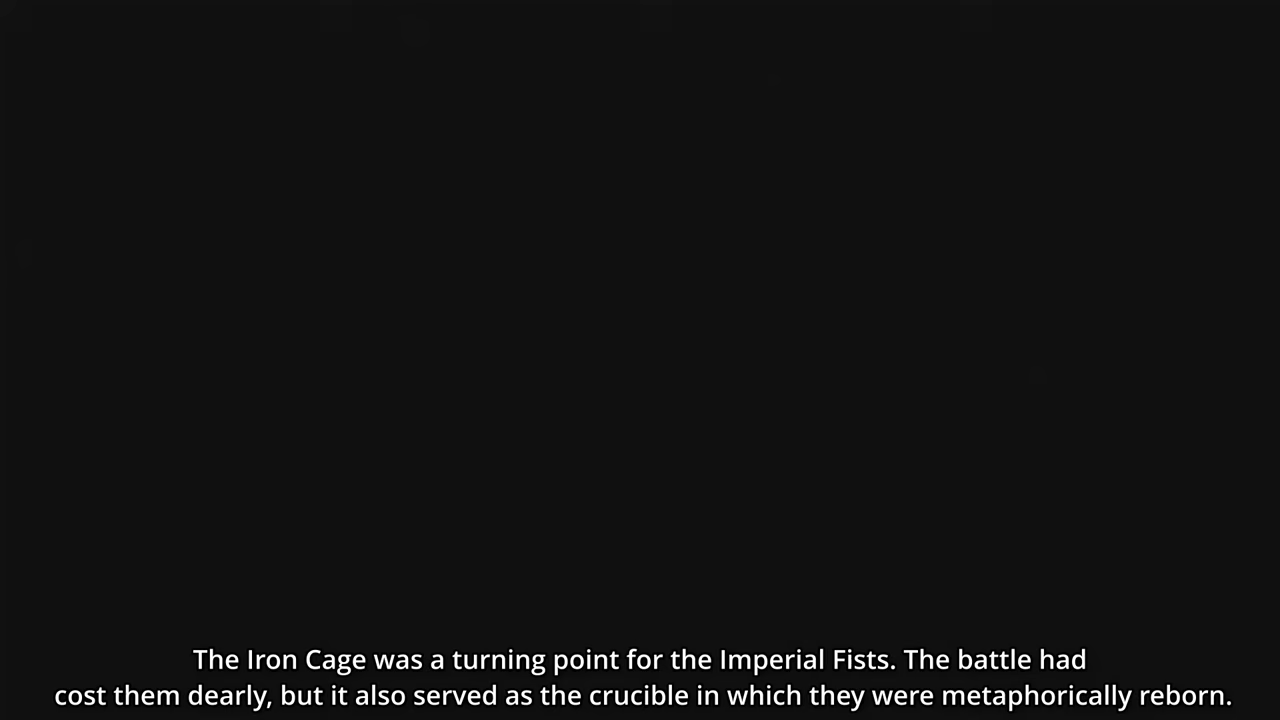 The Iron Cage was a turning point for the Imperial Fists. The battle had
cost them dearly, but it also served as the crucible in which they were metaphorically reborn.